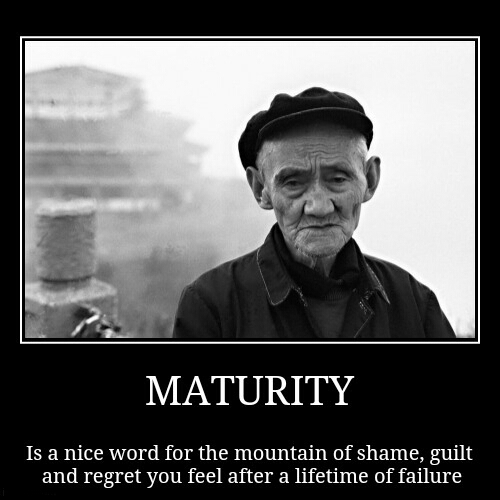 MATURITY
Is a nice word for the mountain of shame, guilt
and regret you feel after a lifetime of failure